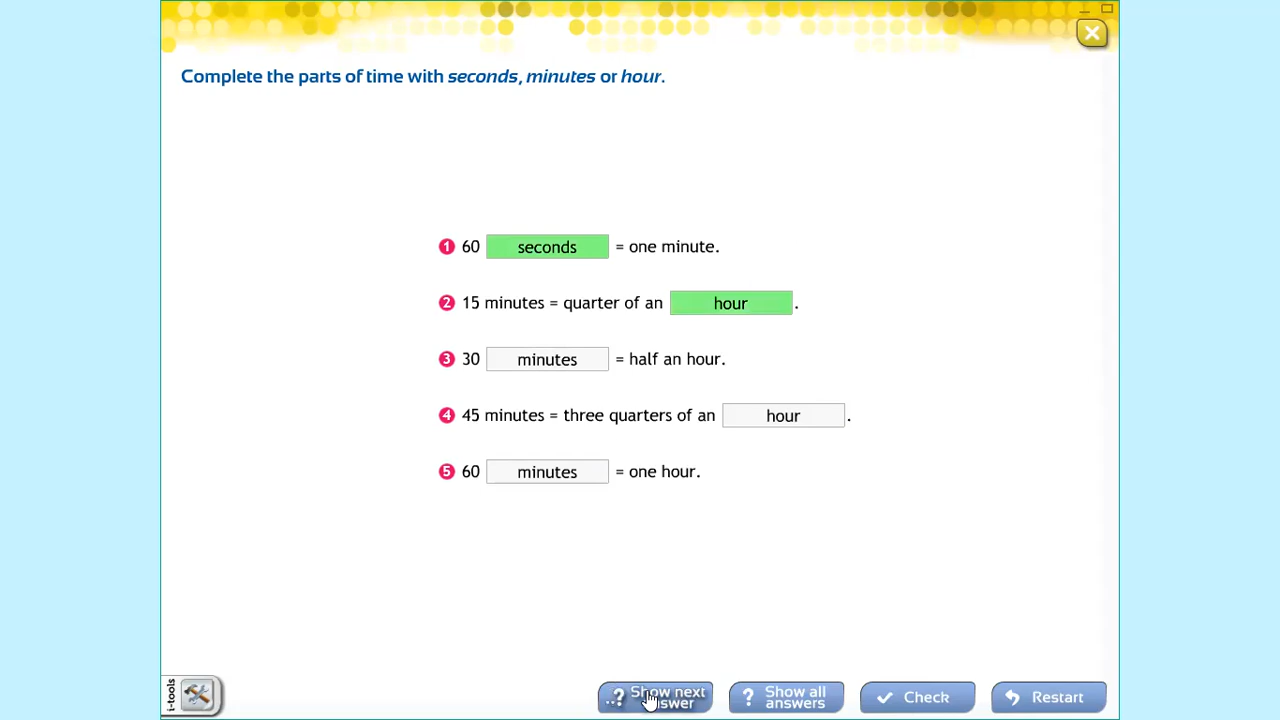 Complete the parts of time with seconds, minutes or hour.
1 60 seconds = one minute.
2 15 minutes = quarter of an hour.
3 30 minutes = half an hour.
4 45 minutes = three quarters of an hour.
5 60 minutes = one hour.
i-tools
..? Show next answer
? Show all answers
Check
Restart